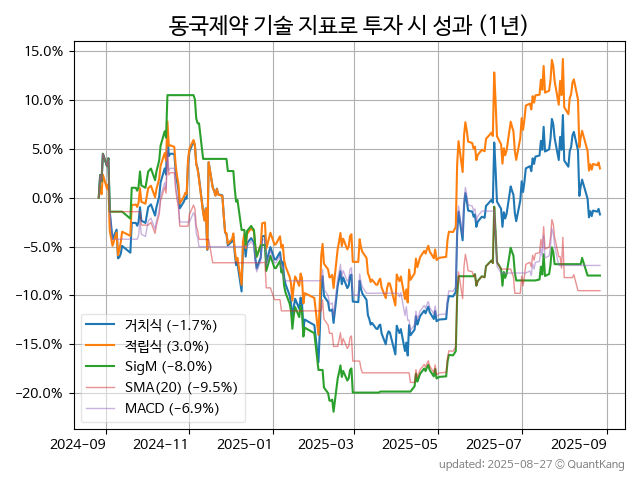 동국제약 기술 지표로 투자 시 성과 (1년)
15.0%
10.0%
5.0%
0.0%
−5.0%
−10.0%
−15.0%
−20.0%
거치식 (−1.7%)
적립식 (3.0%)
SigM (−8.0%)
SMA(20) (−9.5%)
MACD (−6.9%)
2024−09 2024−11 2025−01 2025−03 2025−05 2025−07 2025−09
updated: 2025-08-27 © QuantKang